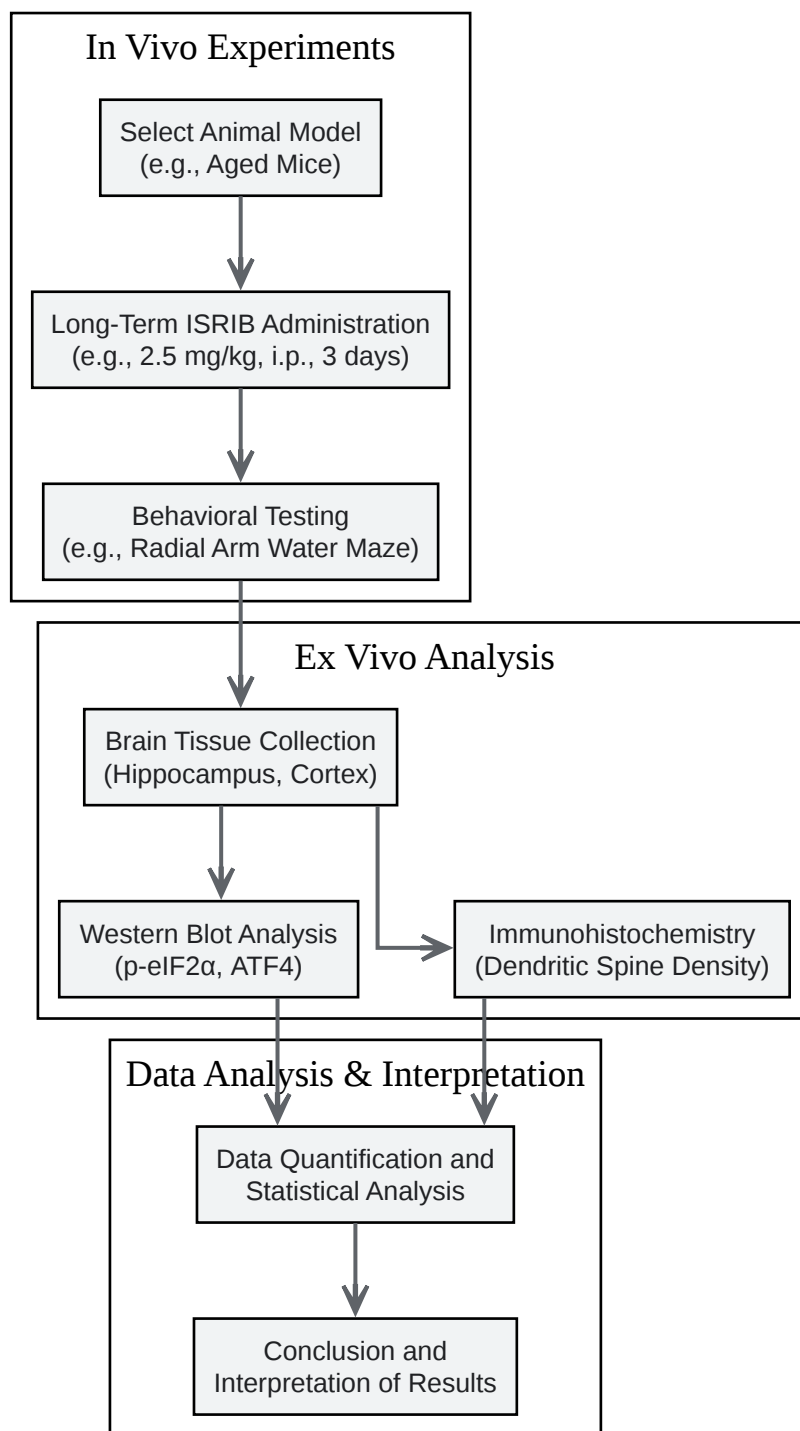 In Vivo Experiments
Select Animal Model
(e.g., Aged Mice)
Long-Term ISRIB Administration
(e.g., 2.5 mg/kg, i.p., 3 days)
Behavioral Testing
(e.g., Radial Arm Water Maze)
Ex Vivo Analysis
Brain Tissue Collection
(Hippocampus, Cortex)
Western Blot Analysis
(p-eIF2α, ATF4)
Immunohistochemistry
(Dendritic Spine Density)
Data Analysis & Interpretation
Data Quantification and
Statistical Analysis
Conclusion and
Interpretation of Results